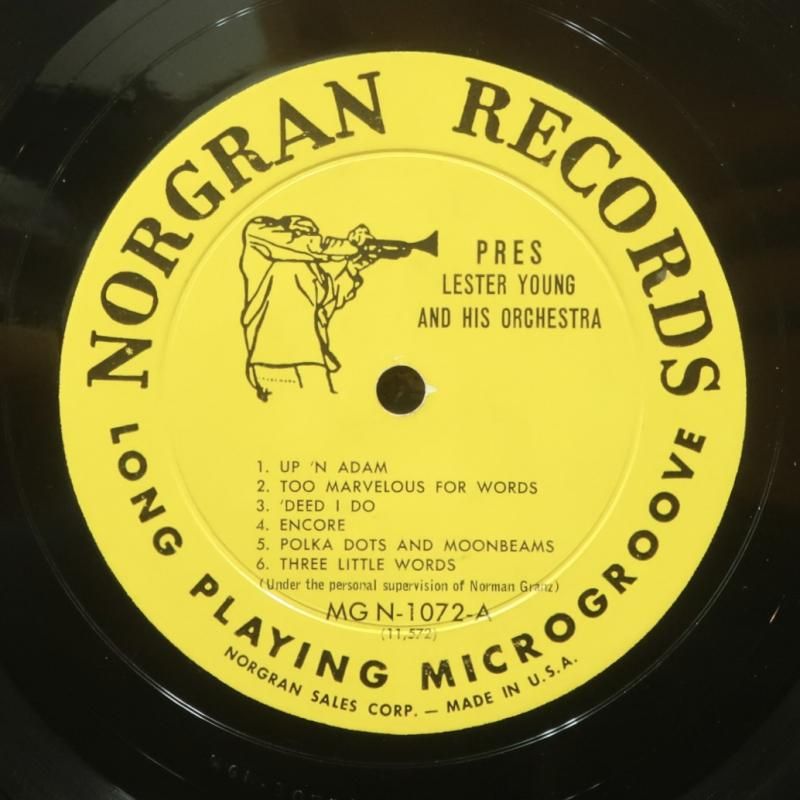 NORGRAN RECORDS
PRES
LESTER YOUNG
AND HIS ORCHESTRA
1. UP 'N ADAM
2. TOO MARVELOUS FOR WORDS
3. 'DEED I DO
4. ENCORE
5. POLKA DOTS AND MOONBEAMS
6. THREE LITTLE WORDS
(Under the personal supervision of Norman Granz)
MG N-1072-A
(11,572)
LONG PLAYING MICROGROOVE
NORGRAN SALES CORP. — MADE IN U.S.A.